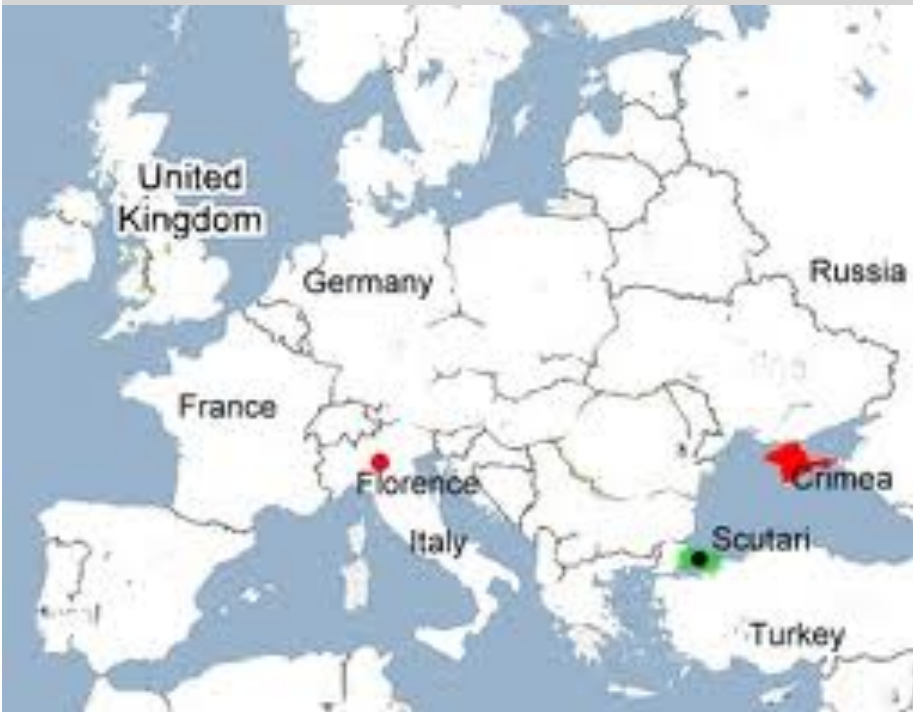 United
Kingdom
Germany
Russia
France
Florence
Crimea
Italy
Scutari
Turkey